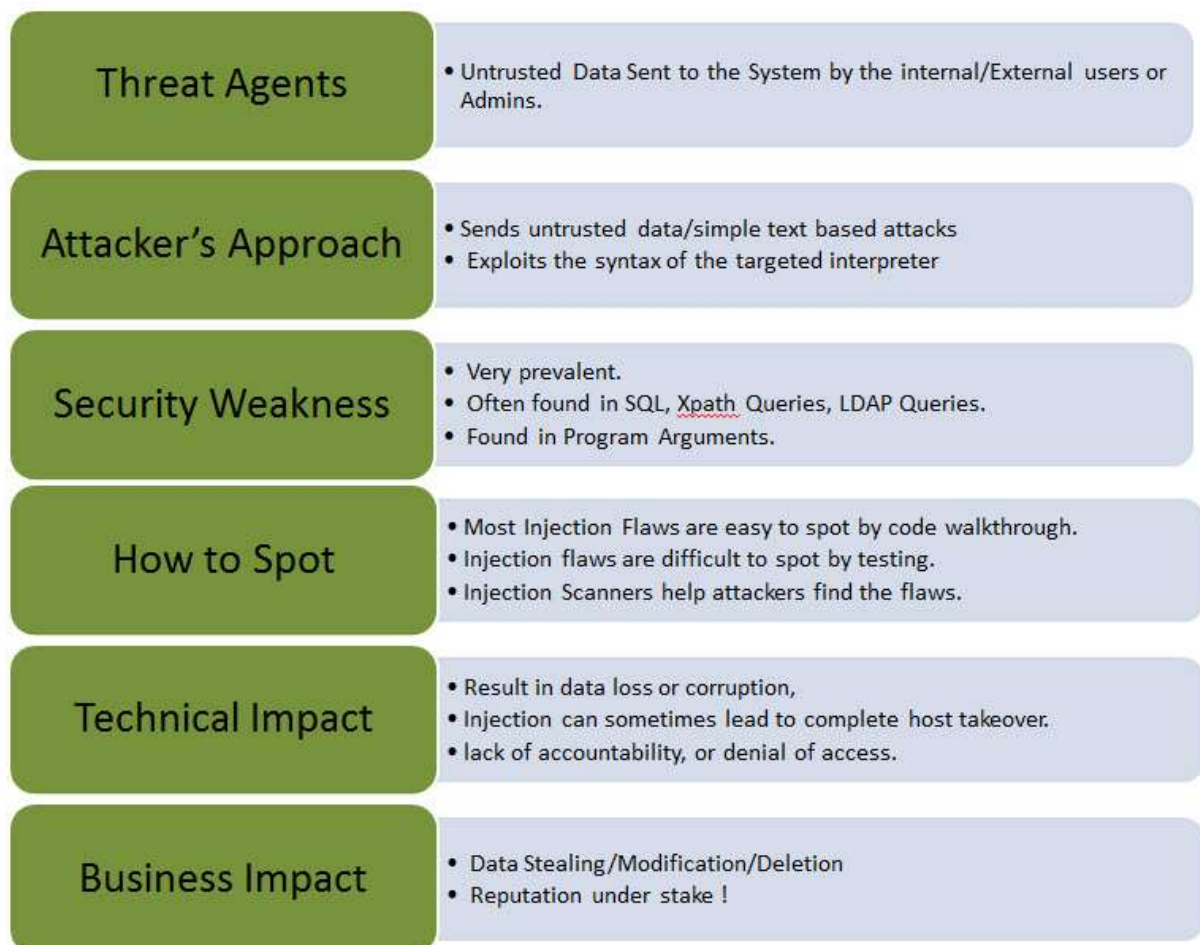 Threat Agents
• Untrusted Data Sent to the System by the internal/External users or
Admins.
Attacker's Approach
• Sends untrusted data/simple text based attacks
• Exploits the syntax of the targeted interpreter
Security Weakness
• Very prevalent.
• Often found in SQL, Xpath Queries, LDAP Queries.
• Found in Program Arguments.
How to Spot
• Most Injection Flaws are easy to spot by code walkthrough.
• Injection flaws are difficult to spot by testing.
• Injection Scanners help attackers find the flaws.
Technical Impact
• Result in data loss or corruption,
• Injection can sometimes lead to complete host takeover.
• lack of accountability, or denial of access.
Business Impact
• Data Stealing/Modification/Deletion
• Reputation under stake !